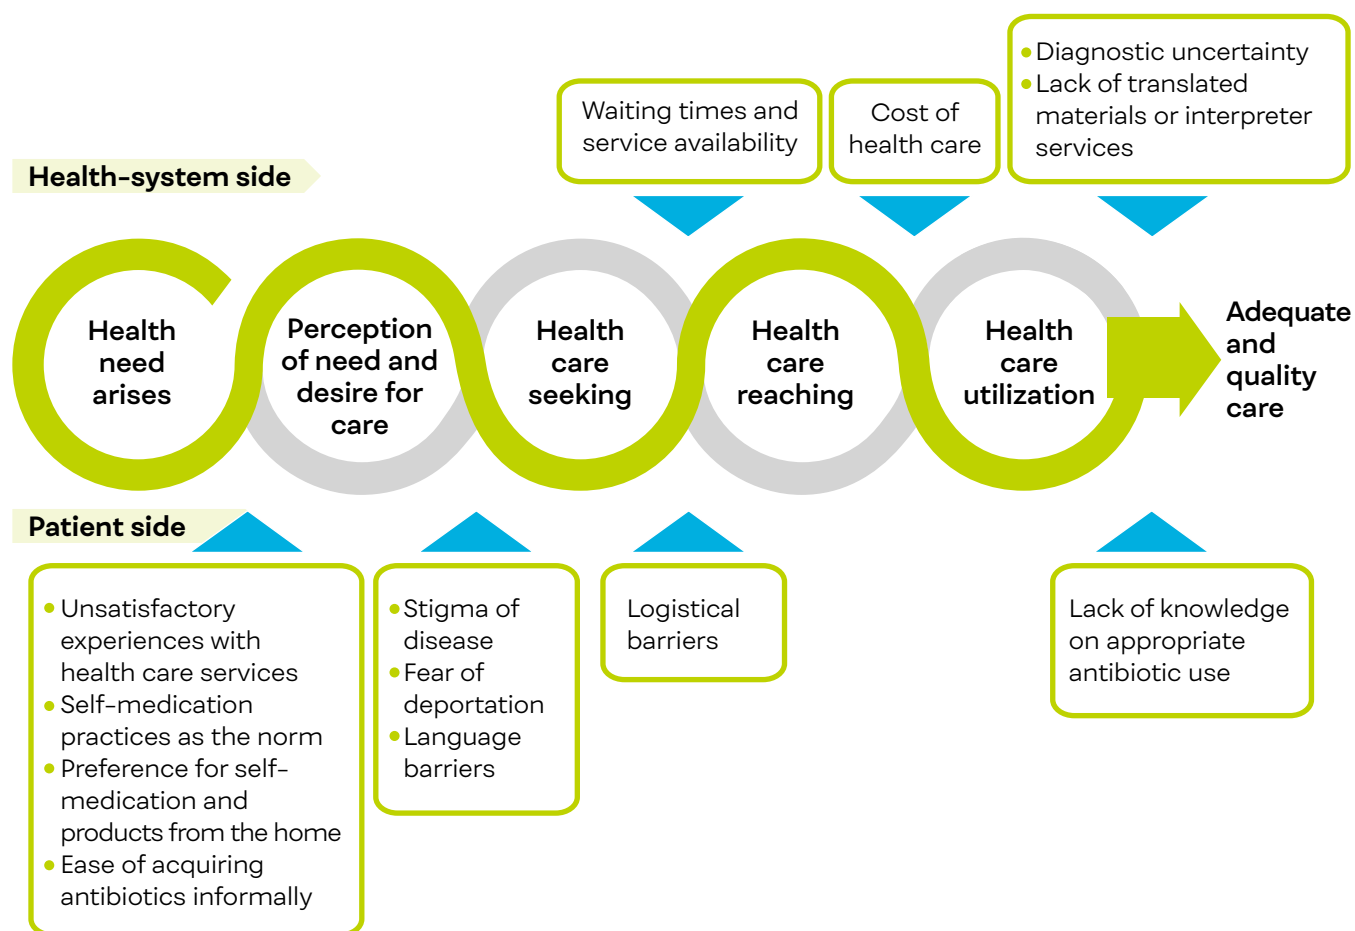 Diagnostic uncertainty
Lack of translated
materials or interpreter
services
Waiting times and
service availability
Cost of
health care
Health-system side
Health
need
arises
Perception
of need and
desire for
care
Health
care
seeking
Health
care
reaching
Health
care
utilization
Adequate
and
quality
care
Patient side
Unsatisfactory
experiences with
health care services
Self-medication
practices as the norm
Preference for self-
medication and
products from the home
Ease of acquiring
antibiotics informally
Stigma of
disease
Fear of
deportation
Language
barriers
Logistical
barriers
Lack of knowledge
on appropriate
antibiotic use